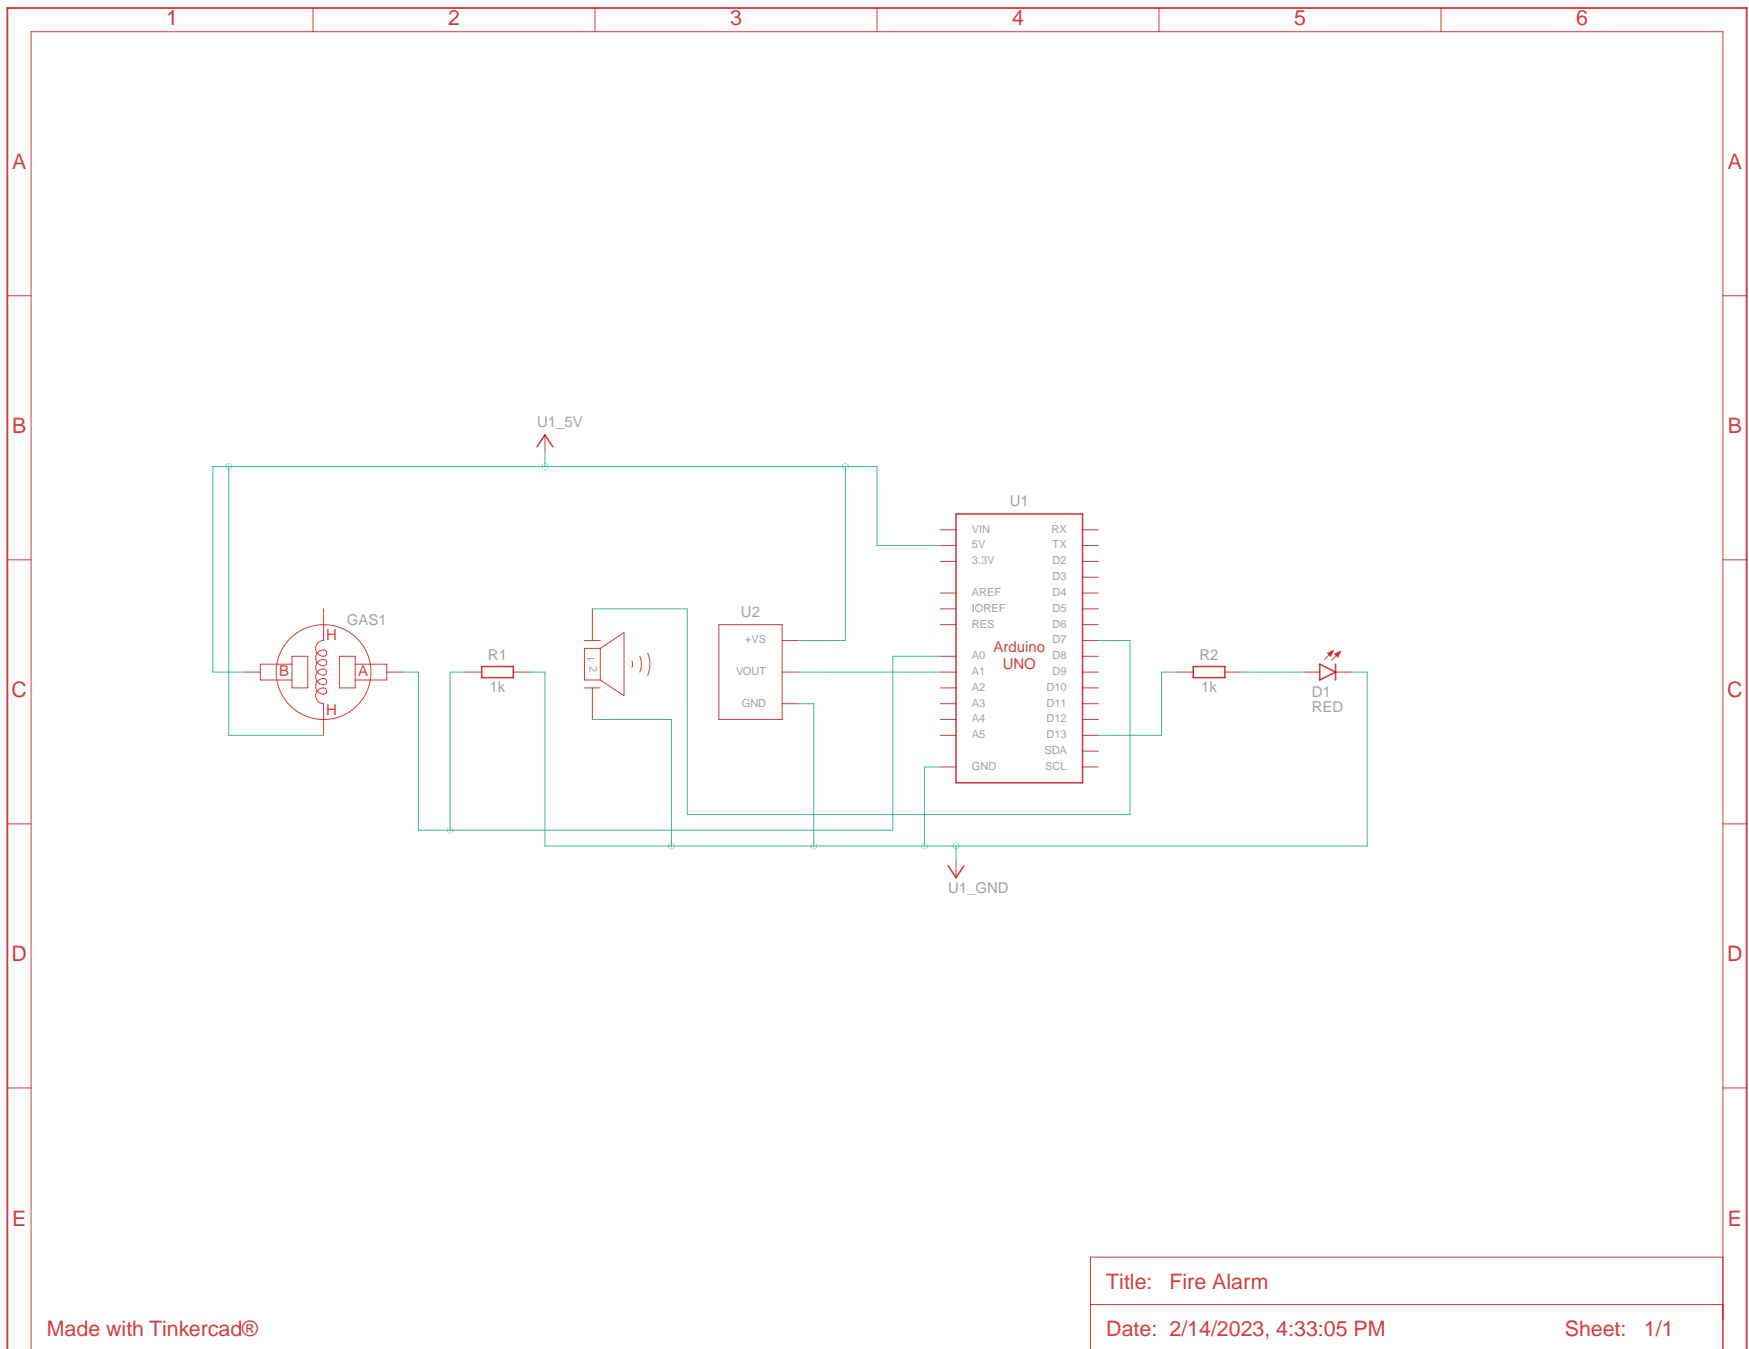 1 2 3 4 5 6
A A
B B
U1_5V
U1
VIN RX
5V TX
3.3V D2
D3
AREF D4
IOREF D5
RES D6
D7
A0 D8
A1 D9
A2 D10
A3 D11
A4 D12
A5 D13
SDA
GND SCL
Arduino
UNO
GAS1
H
B A
H
R1
1k
1 2
U2
+VS
VOUT
GND
R2
1k
D1
RED
C C
U1_GND
D D
E E
Title: Fire Alarm
Made with Tinkercad®
Date: 2/14/2023, 4:33:05 PM Sheet: 1/1